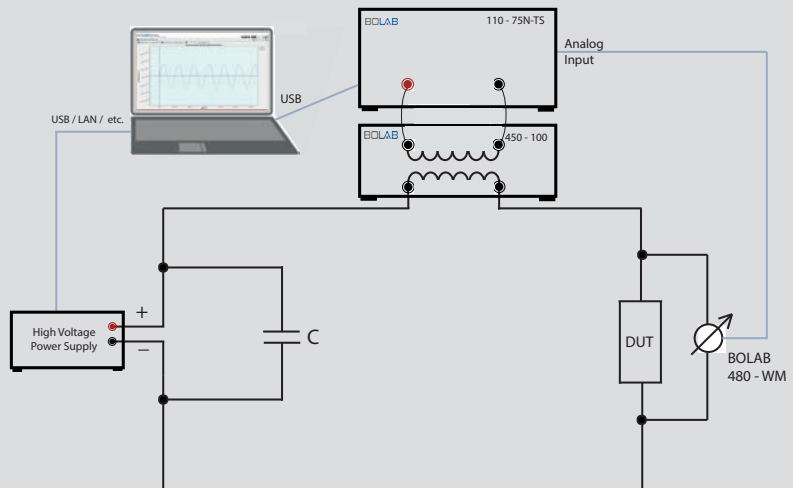 BOLAB
110 - 75N-TS
Analog
Input
USB
USB / LAN / etc.
BOLAB
450 - 100
+
High Voltage
Power Supply
–
C
DUT
BOLAB
480 - WM